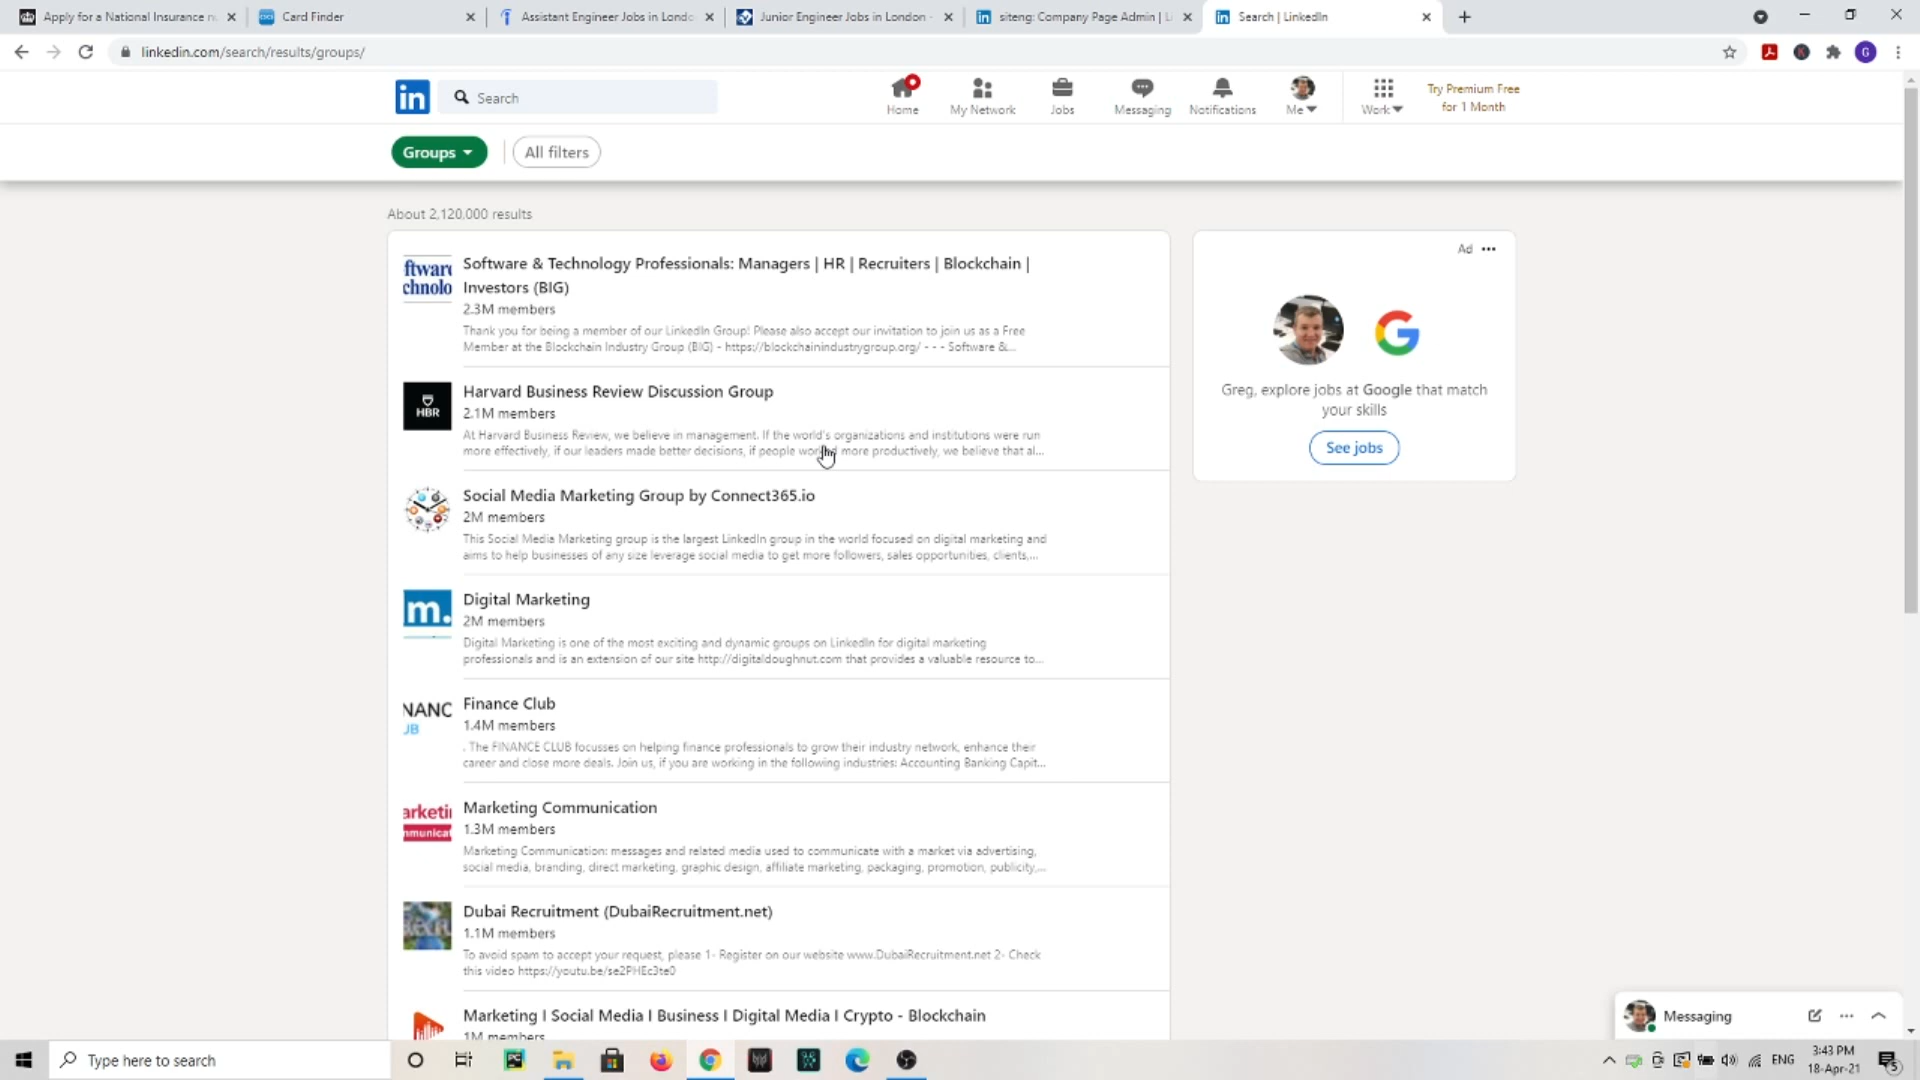 Apply for a National Insurance nu
Card Finder
Assistant Engineer Jobs in Londo
Junior Engineer Jobs in London -
siteng: Company Page Admin | Li
Search | LinkedIn
linkedin.com/search/results/groups/
G
in
Search
Home
My Network
Jobs
Messaging
Notifications
Me
Work
Try Premium Free
for 1 Month
Groups
All filters
About 2,120,000 results
ftware
chnolo
Software & Technology Professionals: Managers | HR | Recruiters | Blockchain |
Investors (BIG)
2.3M members
Thank you for being a member of our LinkedIn Group! Please also accept our invitation to join us as a Free
Member at the Blockchain Industry Group (BIG) - https://blockchainindustrygroup.org/ - - - Software &...
HBR
Harvard Business Review Discussion Group
2.1M members
At Harvard Business Review, we believe in management. If the world's organizations and institutions were run
more effectively, if our leaders made better decisions, if people more productively, we believe that al...
Social Media Marketing Group by Connect365.io
2M members
This Social Media Marketing group is the largest LinkedIn group in the world focused on digital marketing and
aims to help businesses of any size leverage social media to get more followers, sales opportunities, clients,...
m.
Digital Marketing
2M members
Digital Marketing is one of the most exciting and dynamic groups on LinkedIn for digital marketing
professionals and is an extension of our site http://digitaldoughnut.com that provides a valuable resource to...
NANC
UB
Finance Club
1.4M members
. The FINANCE CLUB focusses on helping finance professionals to grow their industry network, enhance their
career and close more deals. Join us, if you are working in the following industries: Accounting Banking Capit...
arketi
mmunicat
Marketing Communication
1.3M members
Marketing Communication: messages and related media used to communicate with a market via advertising,
social media, branding, direct marketing, graphic design, affiliate marketing, packaging, promotion, publicity,...
Dubai Recruitment (DubaiRecruitment.net)
1.1M members
To avoid spam to accept your request, please 1- Register on our website www.DubaiRecruitment.net 2- Check
this video https://youtu.be/se2PHEc3te0
Marketing I Social Media I Business I Digital Media I Crypto - Blockchain
1M members
Ad
Greg, explore jobs at Google that match
your skills
See jobs
Messaging
Type here to search
ENG
3:43 PM
18-Apr-21
5